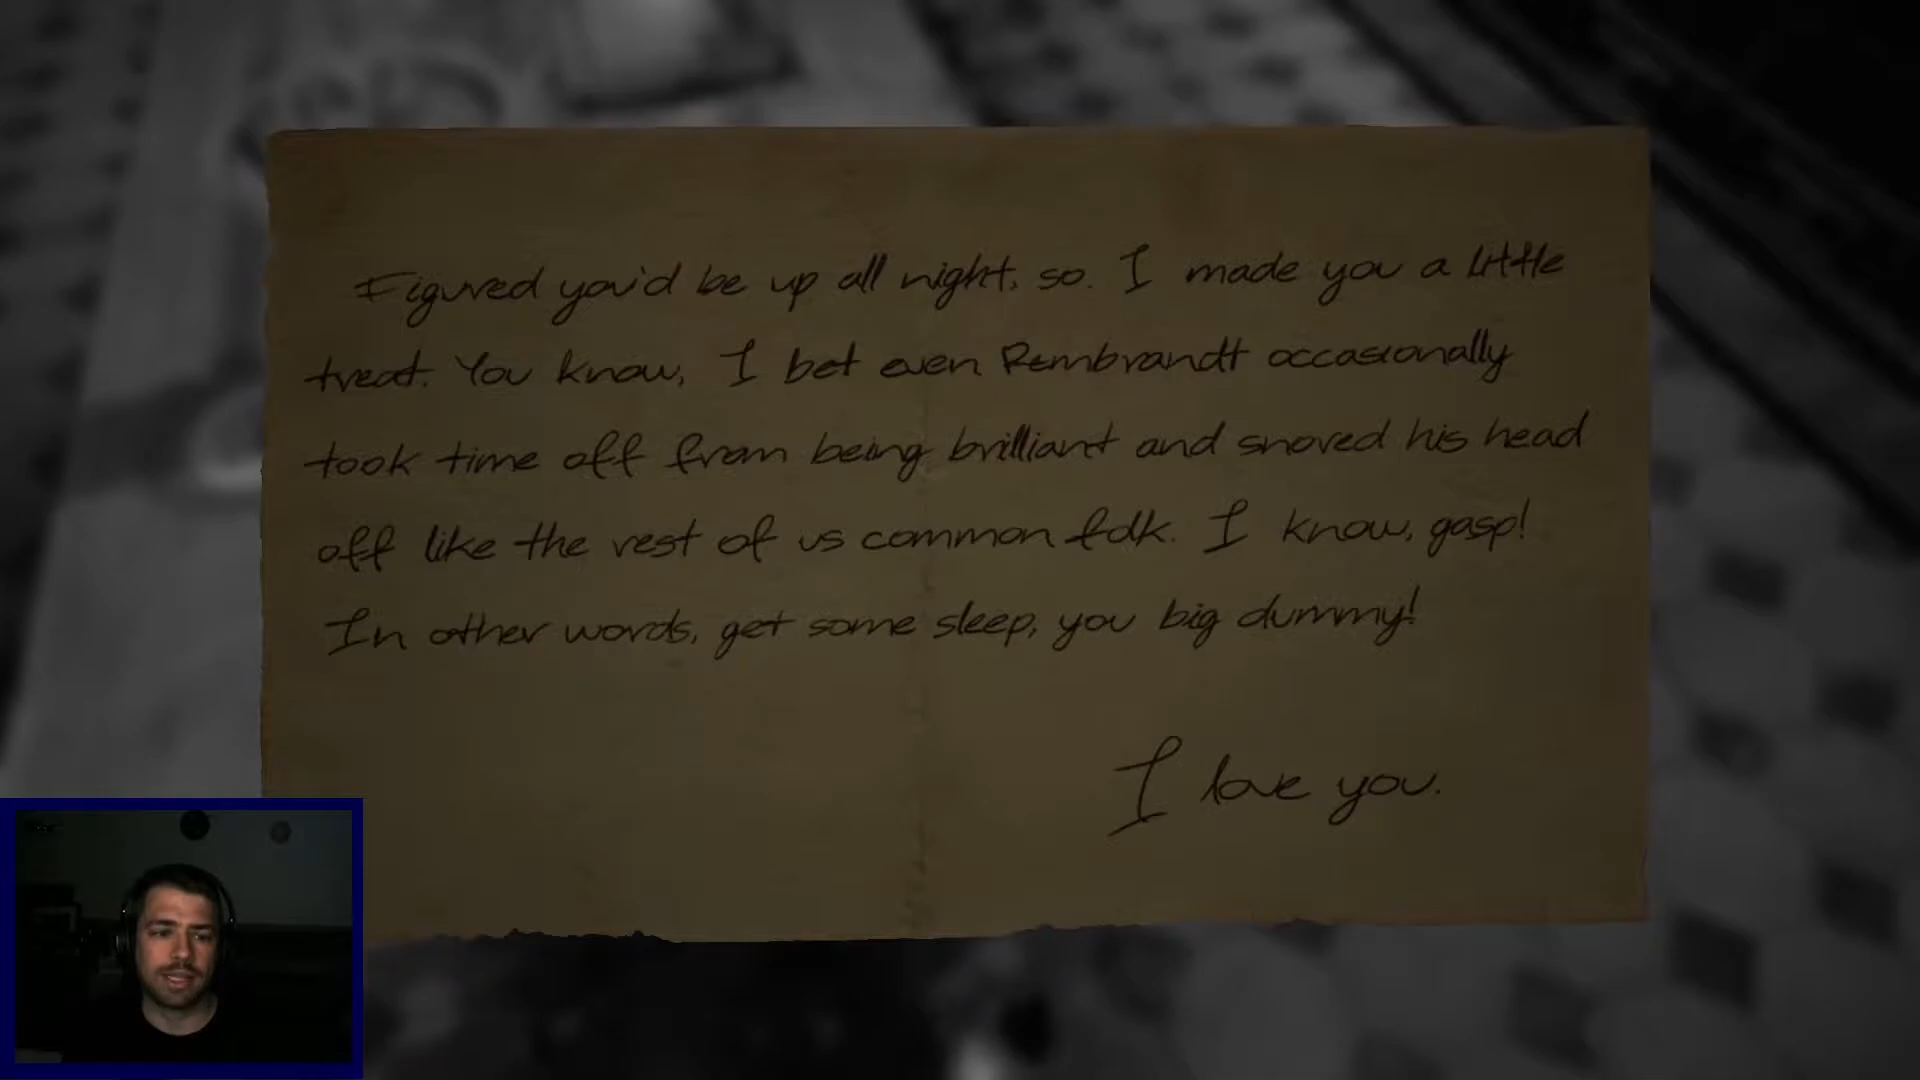 Figured you'd be up all night, so. I made you a little
treat. You know, I bet even Rembrandt occasionally
took time off from being brilliant and snored his head
off like the rest of us common folk. I know, gasp!
In other words, get some sleep, you big dummy!
I love you.